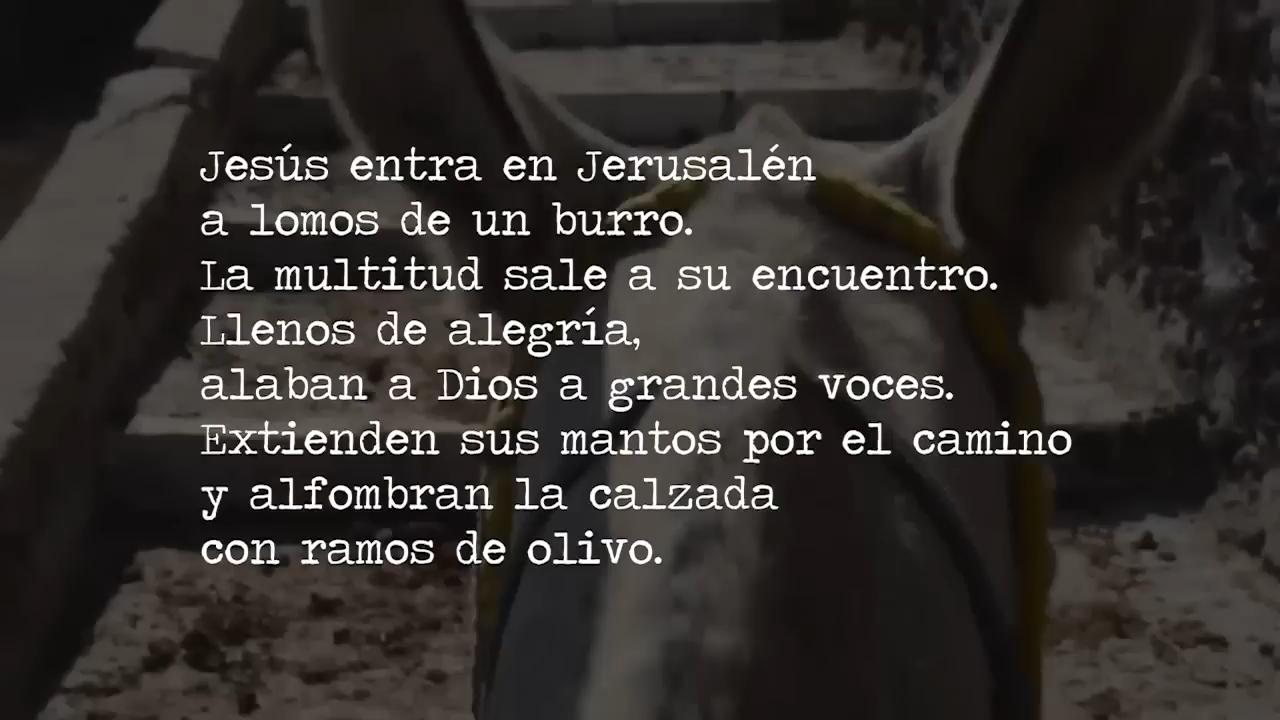 Jesús entra en Jerusalén
a lomos de un burro.
La multitud sale a su encuentro.
Llenos de alegría,
alaban a Dios a grandes voces.
Extienden sus mantos por el camino
y alfombran la calzada
con ramos de olivo.